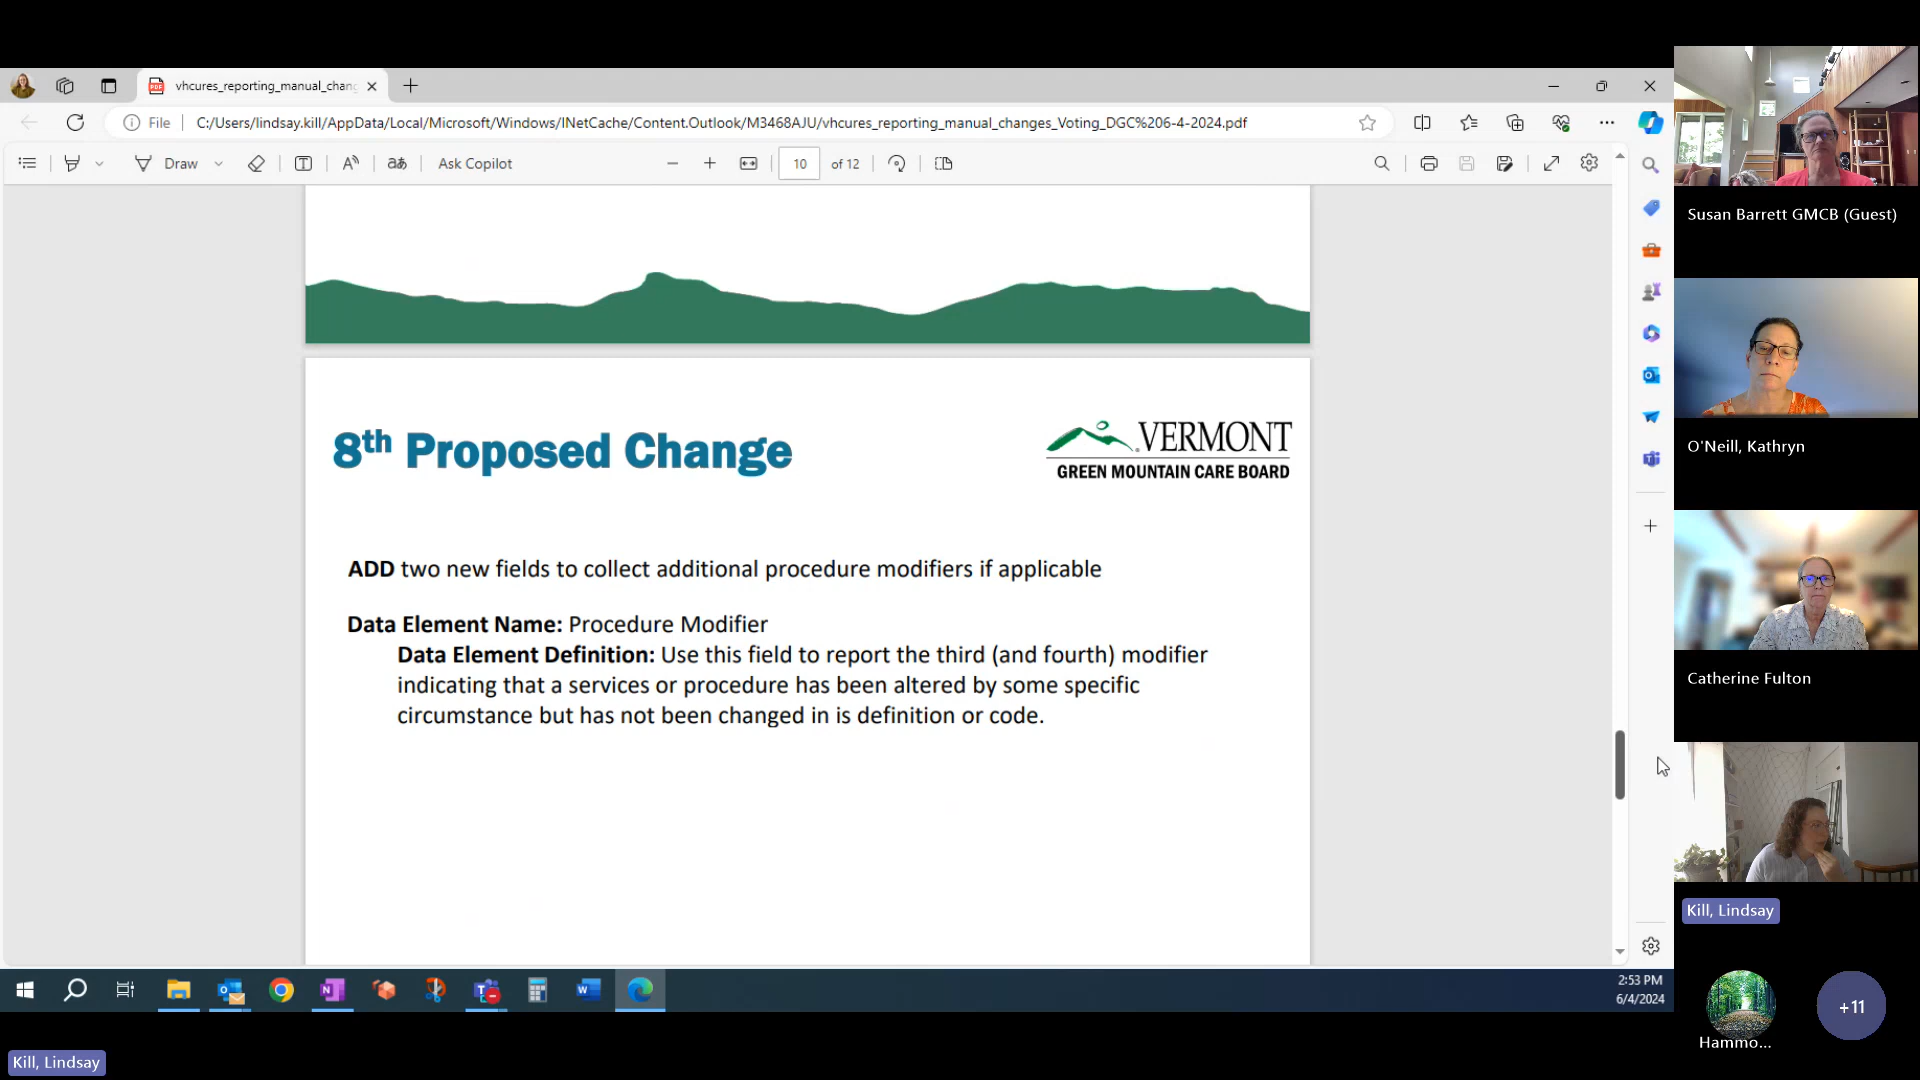 vhcures_reporting_manual_chang
File
C:/Users/lindsay.kill/AppData/Local/Microsoft/Windows/INetCache/Content.Outlook/M3468AJU/vhcures_reporting_manual_changes_Voting_DGC%206-4-2024.pdf
Draw
Ask Copilot
10 of 12
8th Proposed Change
VERMONT
GREEN MOUNTAIN CARE BOARD
ADD two new fields to collect additional procedure modifiers if applicable
Data Element Name: Procedure Modifier
Data Element Definition: Use this field to report the third (and fourth) modifier
indicating that a services or procedure has been altered by some specific
circumstance but has not been changed in is definition or code.
Susan Barrett GMCB (Guest)
O'Neill, Kathryn
Catherine Fulton
Kill, Lindsay
Hammo...
+11
2:53 PM
6/4/2024
Kill, Lindsay